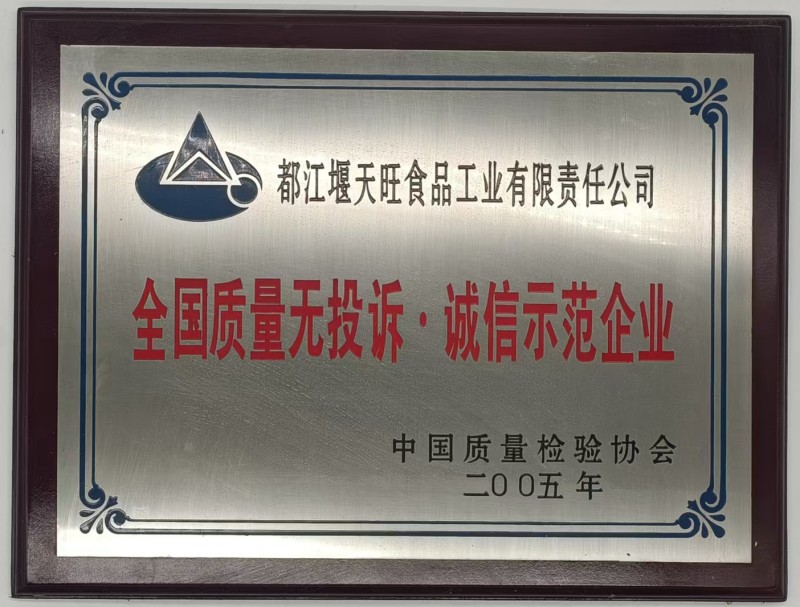 都江堰天旺食品工业有限责任公司
全国质量无投诉·诚信示范企业
中国质量检验协会
二00五年